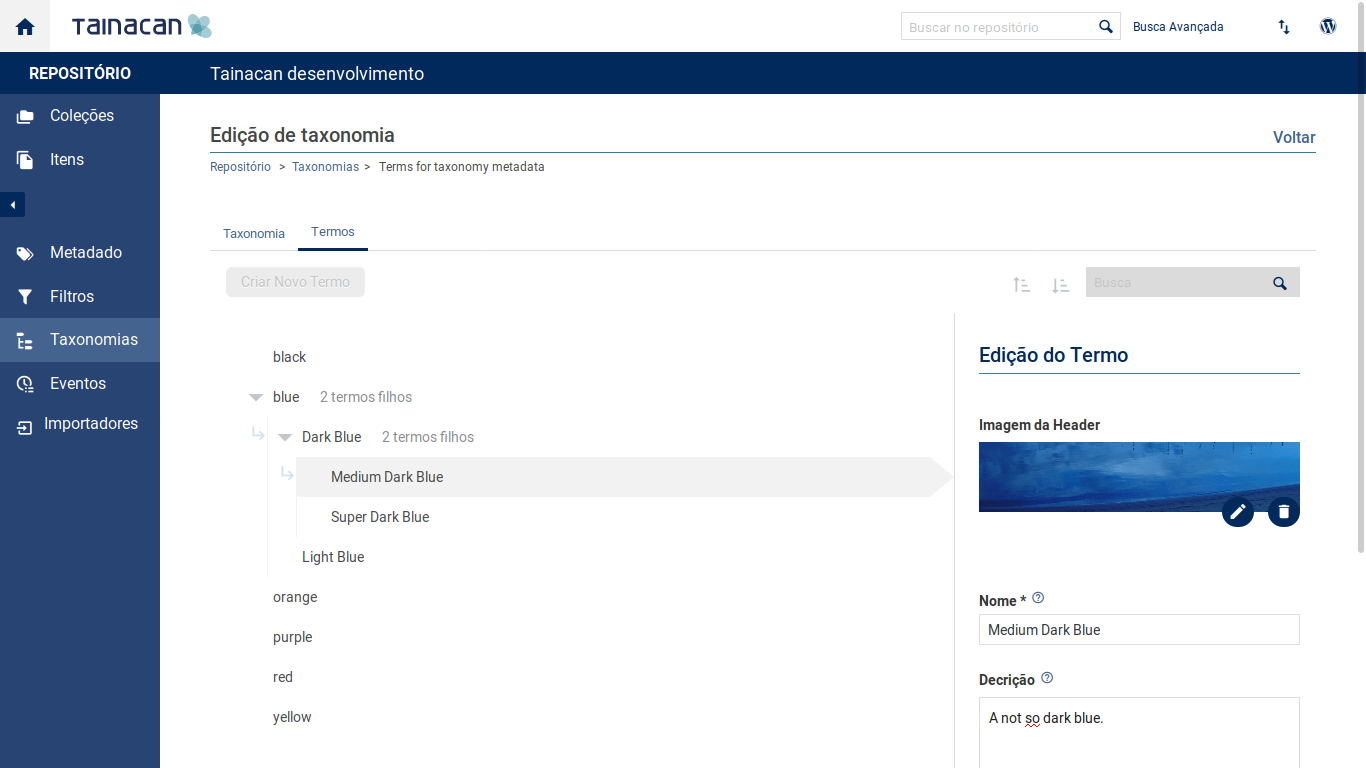 TAINACAN
Buscar no repositório
Busca Avançada
REPOSITÓRIO
Tainacan desenvolvimento
Coleções
Itens
Metadado
Filtros
Taxonomias
Eventos
Importadores
Edição de taxonomia
Voltar
Repositório > Taxonomias > Terms for taxonomy metadata
Taxonomia
Termos
Criar Novo Termo
Busca
black
blue 2 termos filhos
Dark Blue 2 termos filhos
Medium Dark Blue
Super Dark Blue
Light Blue
orange
purple
red
yellow
Edição do Termo
Imagem da Header
Nome *
Medium Dark Blue
Decrição
A not so dark blue.